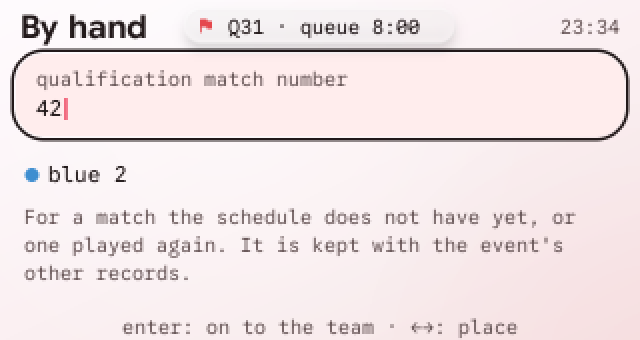 By hand
Q31 · queue 8:00
23:34
qualification match number
42
blue 2
For a match the schedule does not have yet, or
one played again. It is kept with the event's
other records.
enter: on to the team · ↔: place